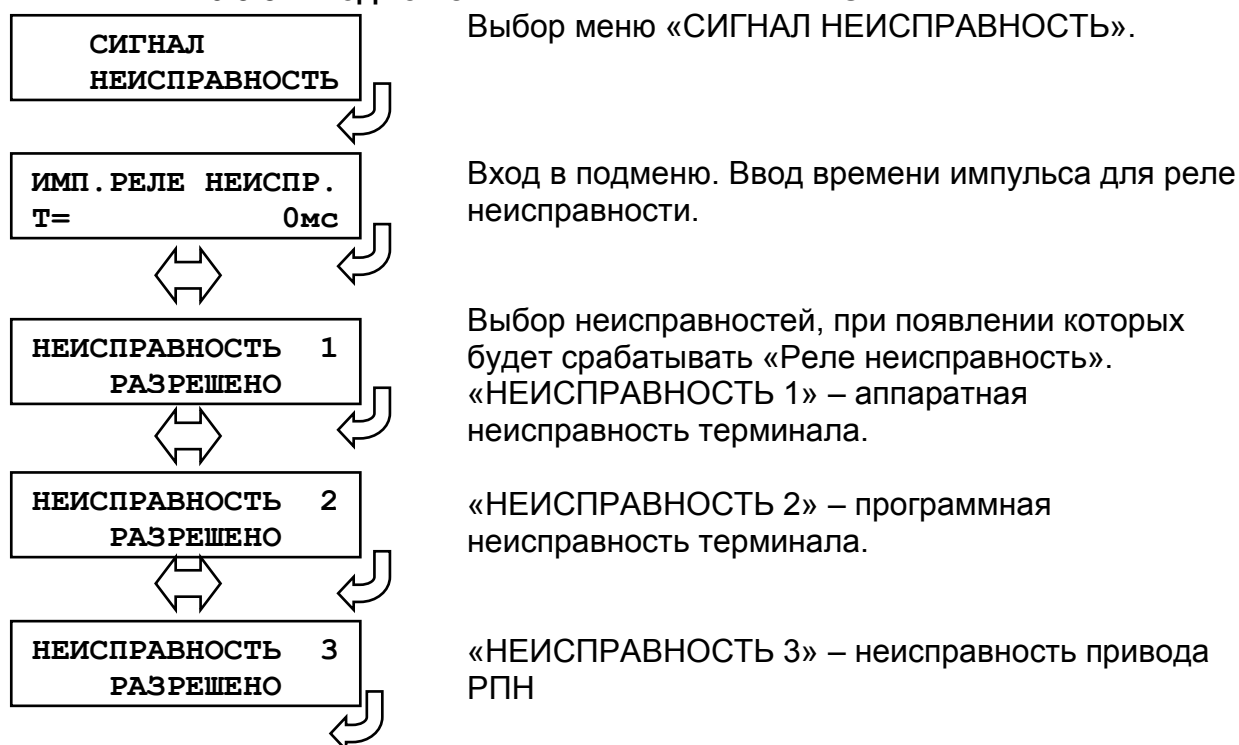 СИГНАЛ
НЕИСПРАВНОСТЬ
Выбор меню «СИГНАЛ НЕИСПРАВНОСТЬ».
ИМП.РЕЛЕ НЕИСПР.
Т= 0мс
Вход в подменю. Ввод времени импульса для реле
неисправности.
НЕИСПРАВНОСТЬ 1
РАЗРЕШЕНО
Выбор неисправностей, при появлении которых
будет срабатывать «Реле неисправность».
«НЕИСПРАВНОСТЬ 1» – аппаратная
неисправность терминала.
НЕИСПРАВНОСТЬ 2
РАЗРЕШЕНО
«НЕИСПРАВНОСТЬ 2» – программная
неисправность терминала.
НЕИСПРАВНОСТЬ 3
РАЗРЕШЕНО
«НЕИСПРАВНОСТЬ 3» – неисправность привода
РПН